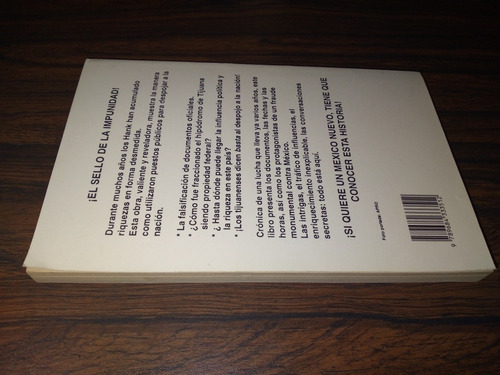 ¡EL SELLO DE LA IMPUNIDAD!
Durante muchos años los Hank han acumulado
riquezas en forma desmedida.
Esta obra, valiente y reveladora, muestra la manera
como utilizaron puestos públicos para despojar a la
nación.
* La falsificación de documentos oficiales.
* ¿Cómo fue fraccionado el hipódromo de Tijuana
siendo propiedad federal?
* ¿Hasta donde puede llegar la influencia política y
la riqueza en este país?
* ¡Los tijuanenses dicen basta al despojo a la nación!
Crónica de una lucha que lleva ya varios años, este
libro presenta los documentos, las fechas y las
horas, así como los protagonistas de un fraude
monumental contra México.
Las intrigas, el tráfico de influencias, el
enriquecimiento inexplicable, las conversaciones
secretas: todo está aquí.
¡SI QUIERE UN MEXICO NUEVO, TIENE QUE
CONOCER ESTA HISTORIA!
Foto portada: